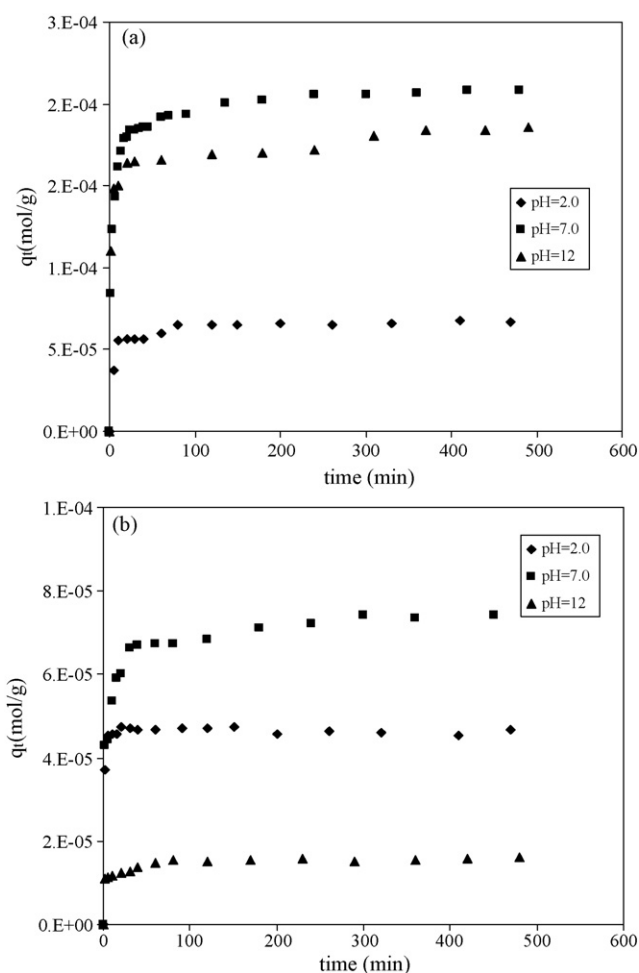 (a)
3.E-04
2.E-04
2.E-04
1.E-04
5.E-05
0.E+00
qt(mol/g)
pH=2.0
pH=7.0
pH=12
0 100 200 300 400 500 600
time (min)
(b)
1.E-04
8.E-05
6.E-05
4.E-05
2.E-05
0.E+00
qt(mol/g)
pH=2.0
pH=7.0
pH=12
0 100 200 300 400 500 600
time (min)